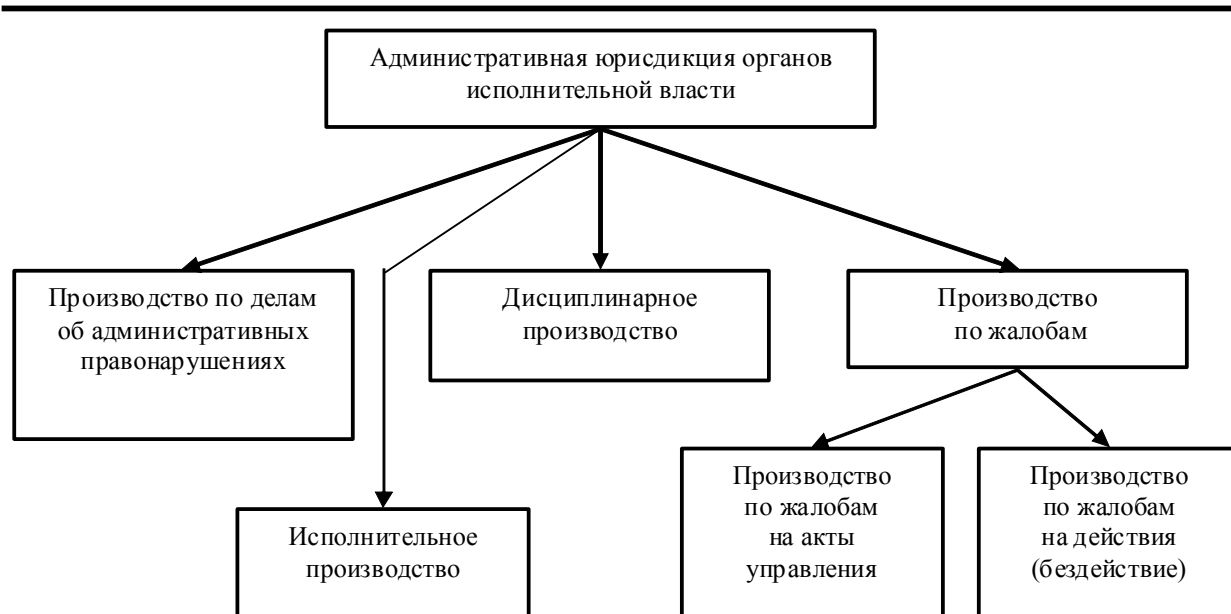 Административная юрисдикция органов
исполнительной власти
Производство по делам
об административных
правонарушениях
Дисциплинарное
производство
Производство
по жалобам
Исполнительное
производство
Производство
по жалобам
на акты
управления
Производство
по жалобам
на действия
(бездействие)